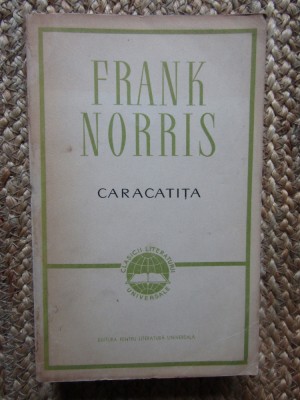 FRANK
NORRIS
CARACATIȚA
CLASICII LITERATURII
UNIVERSALE
EDITURA PENTRU LITERATURĂ UNIVERSALĂ